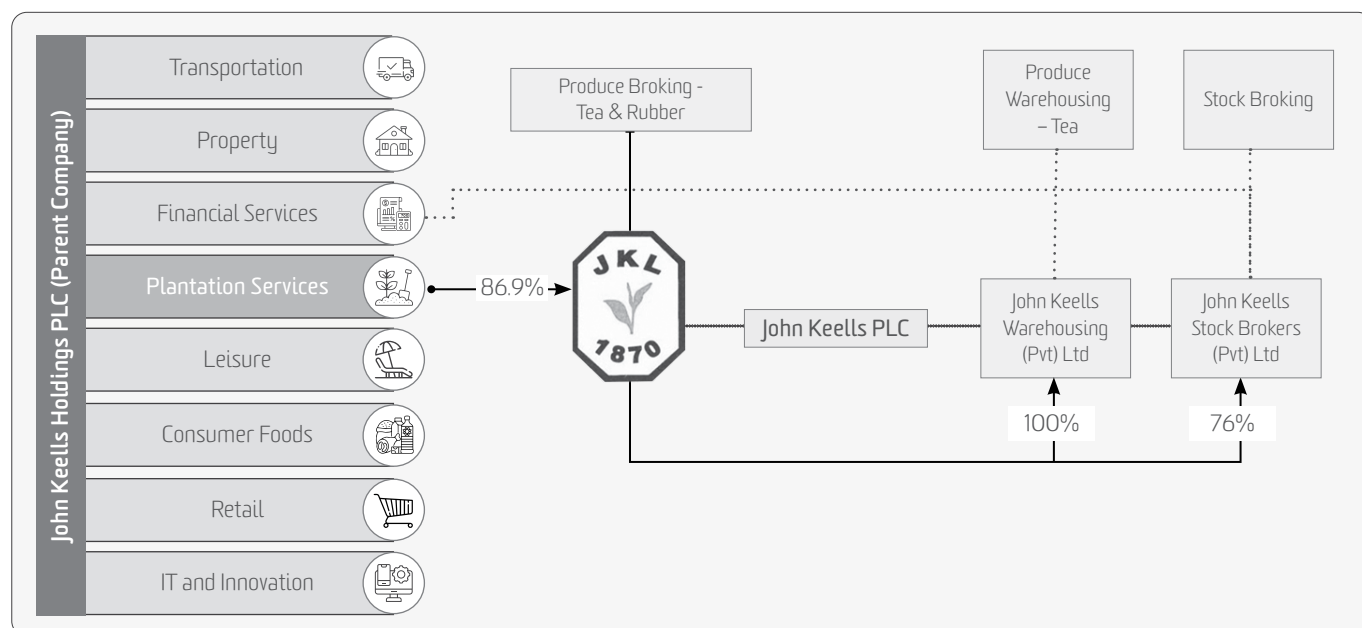 John Keells Holdings PLC (Parent Company)
Transportation
Property
Financial Services
Plantation Services
Leisure
Consumer Foods
Retail
IT and Innovation
86.9%
Produce Broking -
Tea & Rubber
JKL
1870
John Keells PLC
Produce
Warehousing
– Tea
Stock Broking
John Keells
Warehousing
(Pvt) Ltd
John Keells
Stock Brokers
(Pvt) Ltd
100%
76%